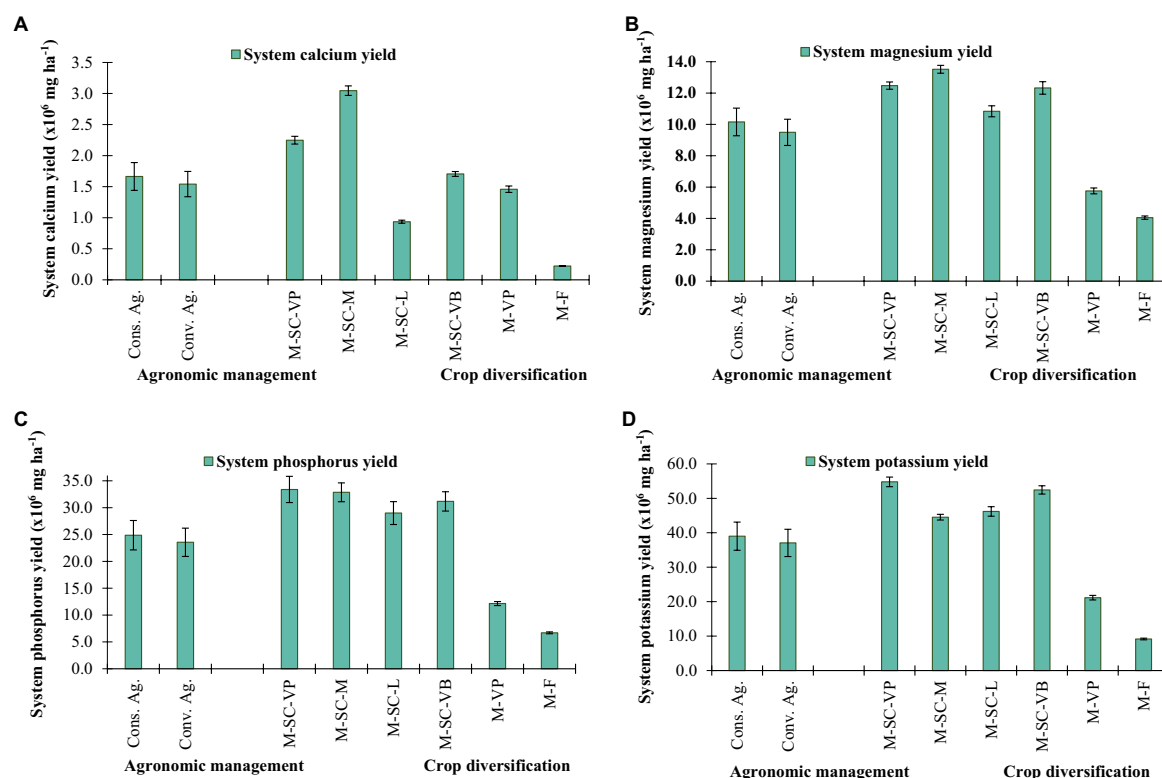 A
System calcium yield
System calcium yield (x10⁶ mg ha⁻¹)
3.5
3.0
2.5
2.0
1.5
1.0
0.5
0.0
Cons. Ag.
Conv. Ag.
M-SC-VP
M-SC-M
M-SC-L
M-SC-VB
M-VP
M-F
Agronomic management
Crop diversification
B
System magnesium yield
System magnesium yield (x10⁶ mg ha⁻¹)
14.0
12.0
10.0
8.0
6.0
4.0
2.0
0.0
Cons. Ag.
Conv. Ag.
M-SC-VP
M-SC-M
M-SC-L
M-SC-VB
M-VP
M-F
Agronomic management
Crop diversification
C
System phosphorus yield
System phosphorus yield (x10⁶ mg ha⁻¹)
35.0
30.0
25.0
20.0
15.0
10.0
5.0
0.0
Cons. Ag.
Conv. Ag.
M-SC-VP
M-SC-M
M-SC-L
M-SC-VB
M-VP
M-F
Agronomic management
Crop diversification
D
System potassium yield
System potassium yield (x10⁶ mg ha⁻¹)
60.0
50.0
40.0
30.0
20.0
10.0
0.0
Cons. Ag.
Conv. Ag.
M-SC-VP
M-SC-M
M-SC-L
M-SC-VB
M-VP
M-F
Agronomic management
Crop diversification